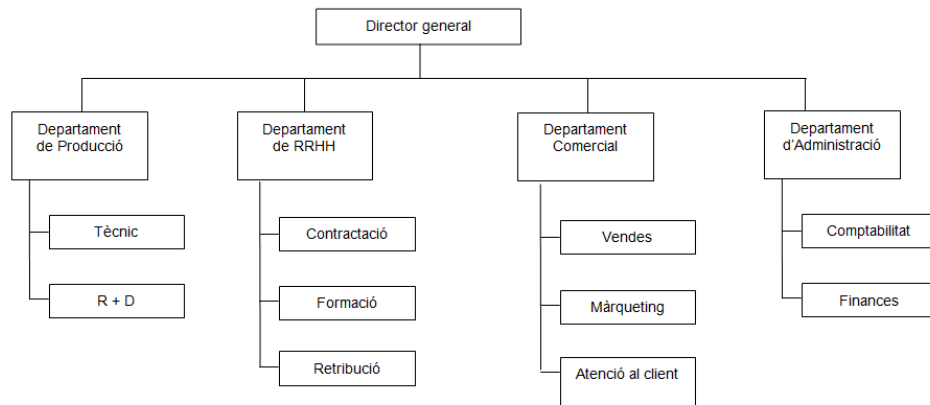 Director general
Departament
de Producció
Departament
de RRHH
Departament
Comercial
Departament
d'Administració
Tècnic
R + D
Contractació
Formació
Retribució
Vendes
Màrqueting
Atenció al client
Comptabilitat
Finances